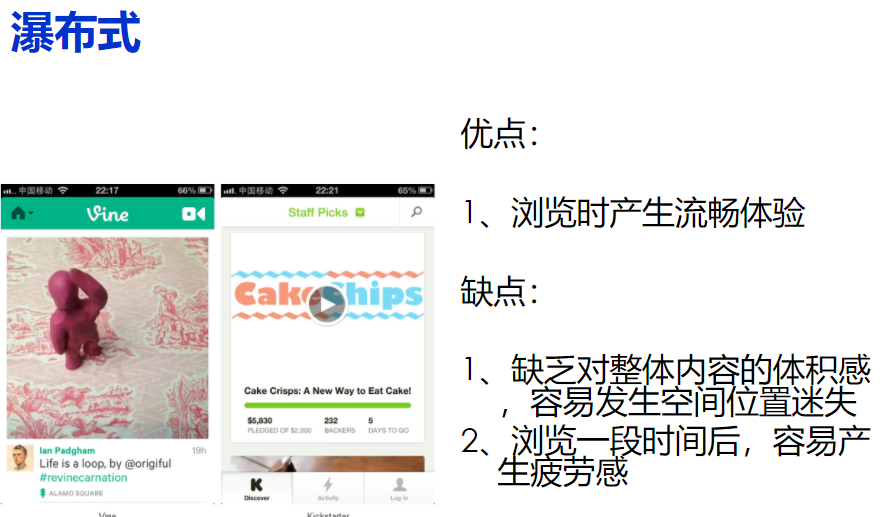 瀑布式
优点：
1、浏览时产生流畅体验
缺点：
1、缺乏对整体内容的体积感
，容易发生空间位置迷失
2、浏览一段时间后，容易产
生疲劳感
中国移动 22:17 66%
Vine
Ian Padgham 19h
Life is a loop, by @origiful
#revinecarnation
ALAMO SQUARE
Vine
中国移动 22:21 65%
Staff Picks
CakeChips
Cake Crisps: A New Way to Eat Cake!
$5,830 232 5
PLEDGED OF $2,000 BACKERS DAYS TO GO
K
Discover Activity Log in
Kickstarter